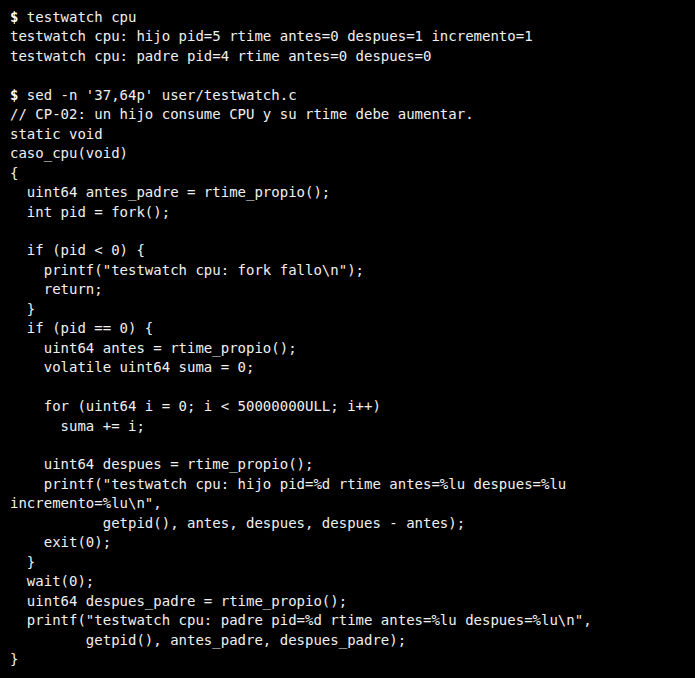 $ testwatch cpu
testwatch cpu: hijo pid=5 rtime antes=0 despues=1 incremento=1
testwatch cpu: padre pid=4 rtime antes=0 despues=0

$ sed -n '37,64p' user/testwatch.c
// CP-02: un hijo consume CPU y su rtime debe aumentar.
static void
caso_cpu(void)
{
  uint64 antes_padre = rtime_propio();
  int pid = fork();

  if (pid < 0) {
    printf("testwatch cpu: fork fallo\n");
    return;
  }
  if (pid == 0) {
    uint64 antes = rtime_propio();
    volatile uint64 suma = 0;

    for (uint64 i = 0; i < 50000000ULL; i++)
      suma += i;

    uint64 despues = rtime_propio();
    printf("testwatch cpu: hijo pid=%d rtime antes=%lu despues=%lu
incremento=%lu\n",
           getpid(), antes, despues, despues - antes);
    exit(0);
  }
  wait(0);
  uint64 despues_padre = rtime_propio();
  printf("testwatch cpu: padre pid=%d rtime antes=%lu despues=%lu\n",
         getpid(), antes_padre, despues_padre);
}